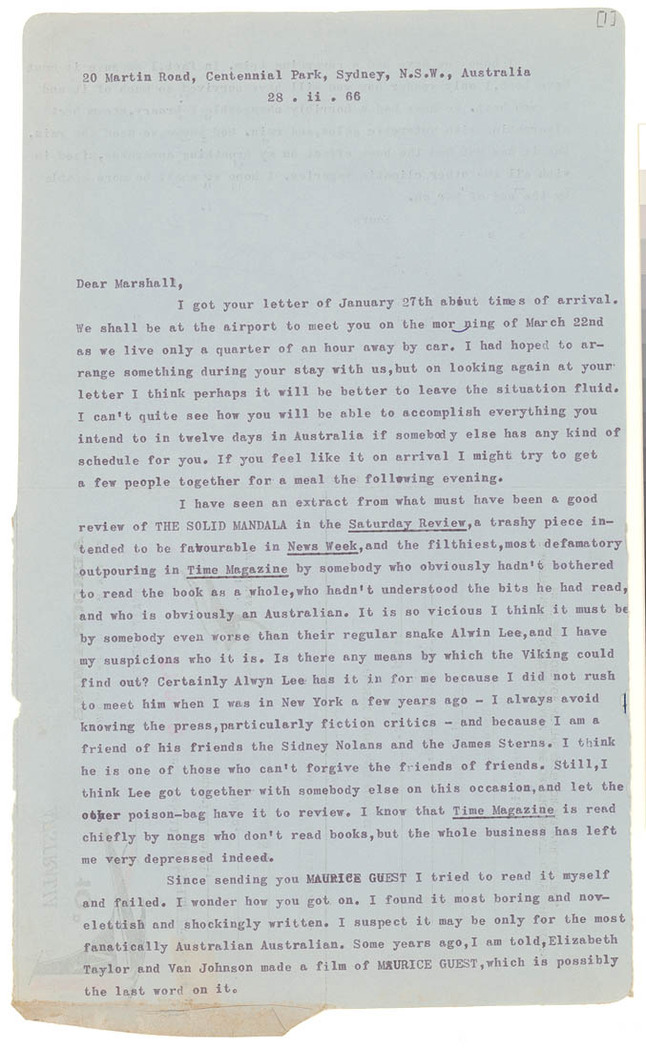 [1]
20 Martin Road, Centennial Park, Sydney, N.S.W., Australia
28 . ii . 66
Dear Marshall,
I got your letter of January 27th about times of arrival.
We shall be at the airport to meet you on the mor ning of March 22nd
as we live only a quarter of an hour away by car. I had hoped to ar-
range something during your stay with us,but on looking again at your
letter I think perhaps it will be better to leave the situation fluid.
I can't quite see how you will be able to accomplish everything you
intend to in twelve days in Australia if somebody else has any kind of
schedule for you. If you feel like it on arrival I might try to get
a few people together for a meal the following evening.
I have seen an extract from what must have been a good
review of THE SOLID MANDALA in the Saturday Review,a trashy piece in-
tended to be favourable in News Week,and the filthiest,most defamatory
outpouring in Time Magazine by somebody who obviously hadn't bothered
to read the book as a whole,who hadn't understood the bits he had read,
and who is obviously an Australian. It is so vicious I think it must be
by somebody even worse than their regular snake Alwin Lee,and I have
my suspicions who it is. Is there any means by which the Viking could
find out? Certainly Alwyn Lee has it in for me because I did not rush
to meet him when I was in New York a few years ago - I always avoid
knowing the press,particularly fiction critics - and because I am a
friend of his friends the Sidney Nolans and the James Sterns. I think
he is one of those who can't forgive the friends of friends. Still,I
think Lee got together with somebody else on this occasion,and let the
other poison-bag have it to review. I know that Time Magazine is read
chiefly by nongs who don't read books,but the whole business has left
me very depressed indeed.
Since sending you MAURICE GUEST I tried to read it myself
and failed. I wonder how you got on. I found it most boring and nov-
elettish and shockingly written. I suspect it may be only for the most
fanatically Australian Australian. Some years ago,I am told,Elizabeth
Taylor and Van Johnson made a film of MAURICE GUEST,which is possibly
the last word on it.